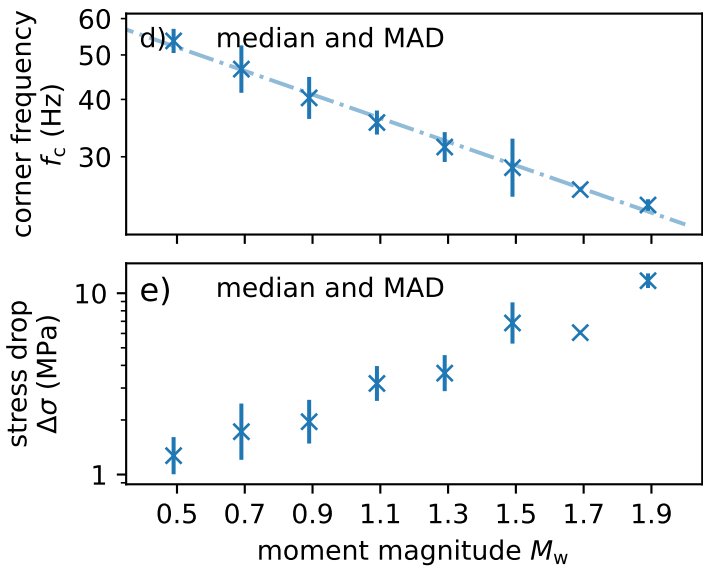 60
50
40
30
corner frequency
f_c (Hz)
d) median and MAD
e) median and MAD
10
1
stress drop
Δσ (MPa)
0.5 0.7 0.9 1.1 1.3 1.5 1.7 1.9
moment magnitude M_w